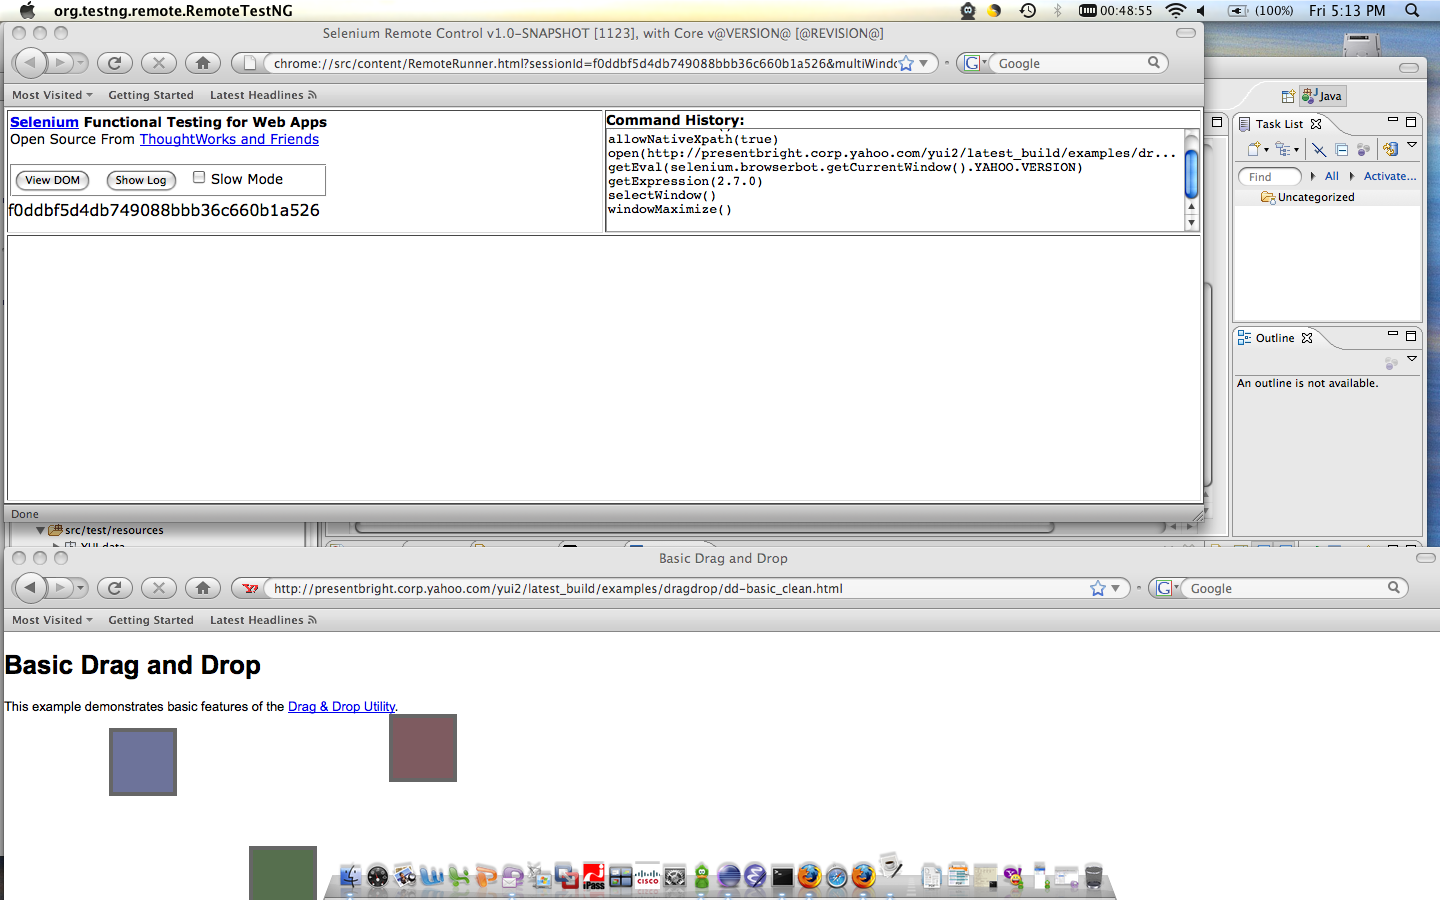 org.testng.remote.RemoteTestNG
00:48:55
(100%)
Fri 5:13 PM
Selenium Remote Control v1.0-SNAPSHOT [1123], with Core v@VERSION@ [@REVISION@]
chrome://src/content/RemoteRunner.html?sessionId=f0ddbf5d4db749088bbb36c660b1a526&multiWindo
Google
Most Visited
Getting Started
Latest Headlines
Selenium Functional Testing for Web Apps
Open Source From ThoughtWorks and Friends
View DOM
Show Log
Slow Mode
f0ddbf5d4db749088bbb36c660b1a526
Command History:
allowNativeXpath(true)
open(http://presentbright.corp.yahoo.com/yui2/latest_build/examples/dr...
getEval(selenium.browserbot.getCurrentWindow().YAHOO.VERSION)
getExpression(2.7.0)
selectWindow()
windowMaximize()
Done
Java
Task List
Find
All
Activate...
Uncategorized
Outline
An outline is not available.
src/test/resources
Basic Drag and Drop
http://presentbright.corp.yahoo.com/yui2/latest_build/examples/dragdrop/dd-basic_clean.html
Google
Most Visited
Getting Started
Latest Headlines
Basic Drag and Drop
This example demonstrates basic features of the Drag & Drop Utility.
iPass
CISCO